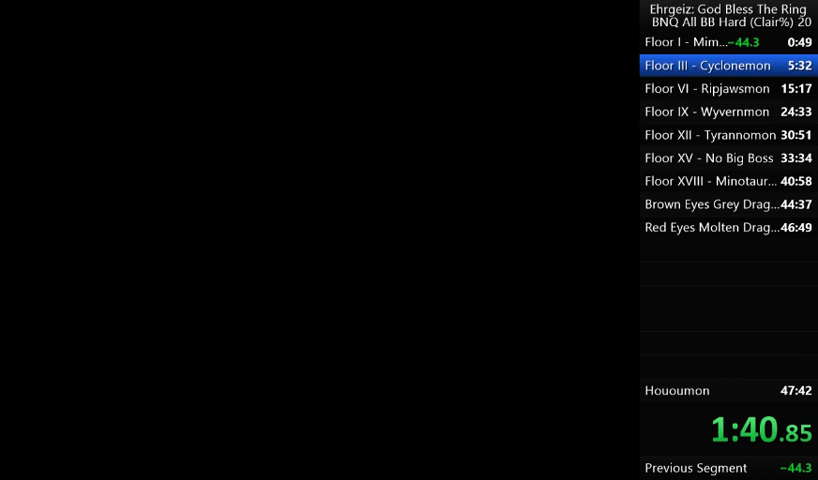 Ehrgeiz: God Bless The Ring
BNQ All BB Hard (Clair%) 20
Floor I - Mim... −44.3 0:49
Floor III - Cyclonemon 5:32
Floor VI - Ripjawsmon 15:17
Floor IX - Wyvernmon 24:33
Floor XII - Tyrannomon 30:51
Floor XV - No Big Boss 33:34
Floor XVIII - Minotaur... 40:58
Brown Eyes Grey Drag... 44:37
Red Eyes Molten Drag... 46:49
Hououmon 47:42
1:40.85
Previous Segment −44.3